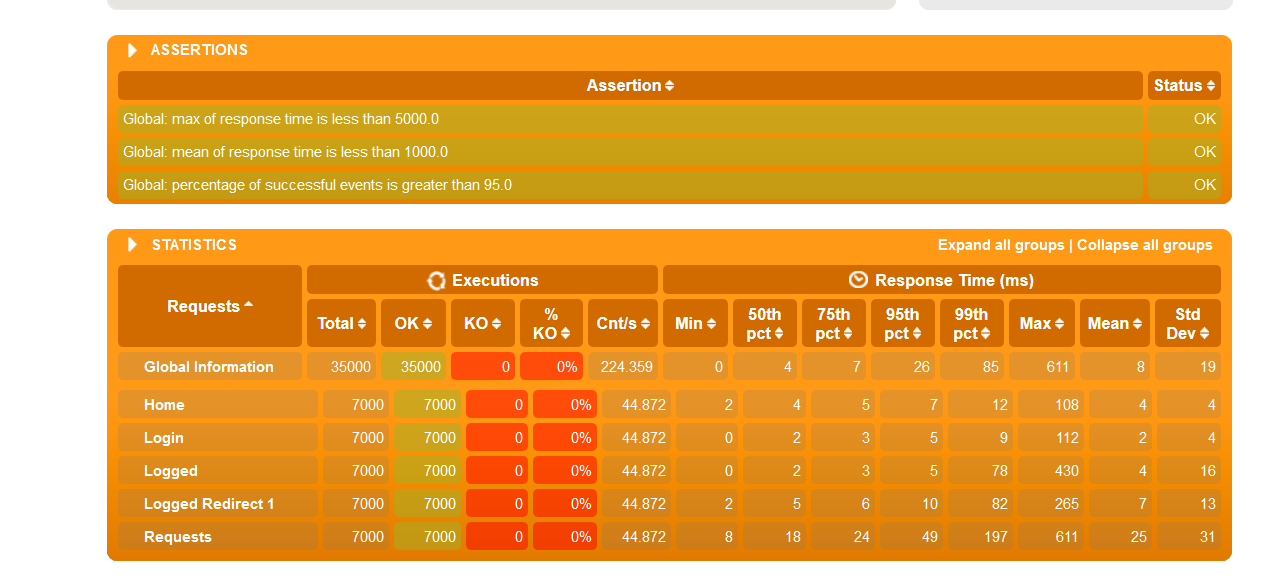 ASSERTIONS
Assertion Status
Global: max of response time is less than 5000.0 OK
Global: mean of response time is less than 1000.0 OK
Global: percentage of successful events is greater than 95.0 OK
STATISTICS Expand all groups | Collapse all groups
Requests Executions Response Time (ms)
Total OK KO % KO Cnt/s Min 50th pct 75th pct 95th pct 99th pct Max Mean Std Dev
Global Information 35000 35000 0 0% 224.359 0 4 7 26 85 611 8 19
Home 7000 7000 0 0% 44.872 2 4 5 7 12 108 4 4
Login 7000 7000 0 0% 44.872 0 2 3 5 9 112 2 4
Logged 7000 7000 0 0% 44.872 0 2 3 5 78 430 4 16
Logged Redirect 1 7000 7000 0 0% 44.872 2 5 6 10 82 265 7 13
Requests 7000 7000 0 0% 44.872 8 18 24 49 197 611 25 31